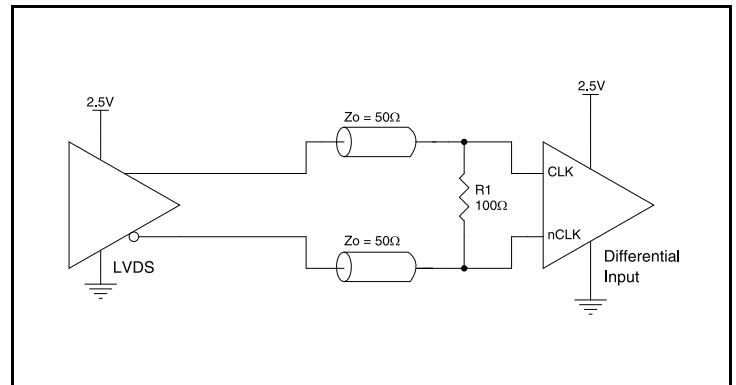 2.5V
2.5V
Zo = 50Ω
CLK
R1
100Ω
nCLK
Zo = 50Ω
LVDS
Differential
Input